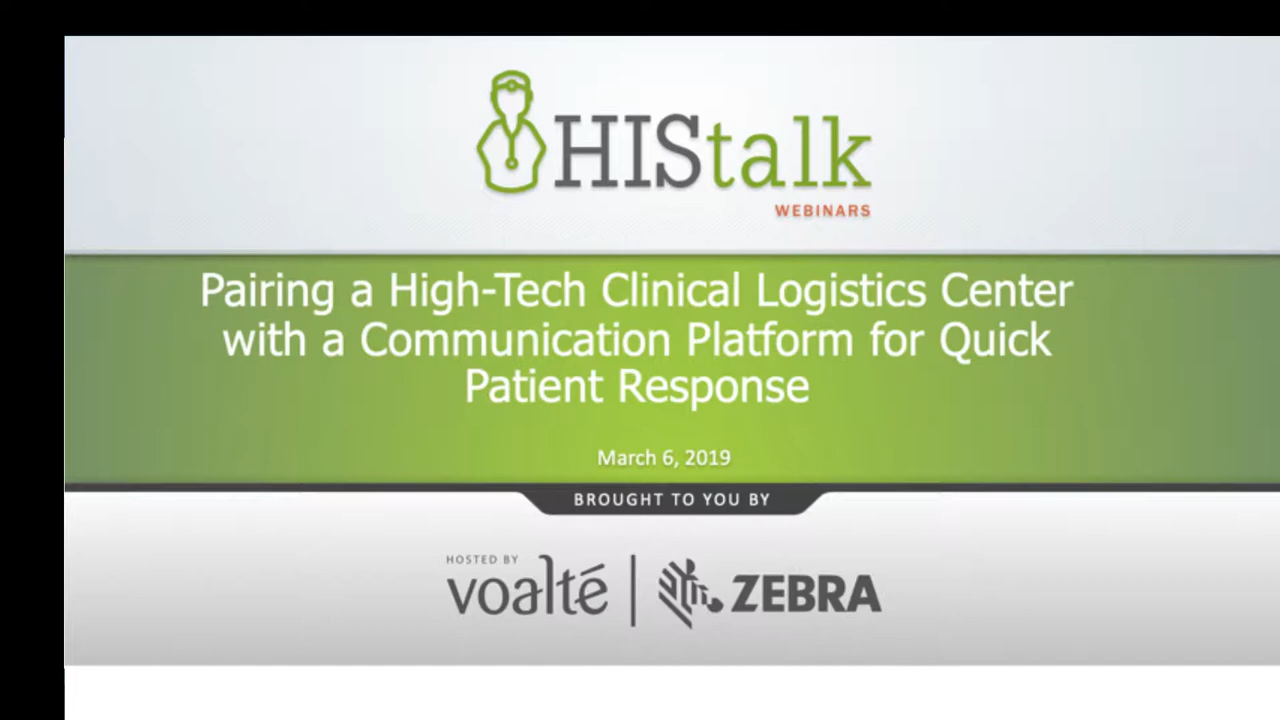 HIStalk
WEBINARS
Pairing a High-Tech Clinical Logistics Center
with a Communication Platform for Quick
Patient Response
March 6, 2019
BROUGHT TO YOU BY
HOSTED BY
voalté
ZEBRA